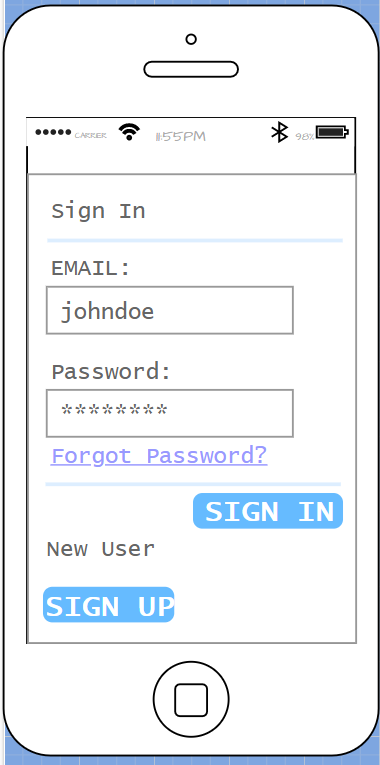 CARRIER 11:55PM 98%
Sign In
EMAIL:
johndoe
Password:
********
Forgot Password?
SIGN IN
New User
SIGN UP